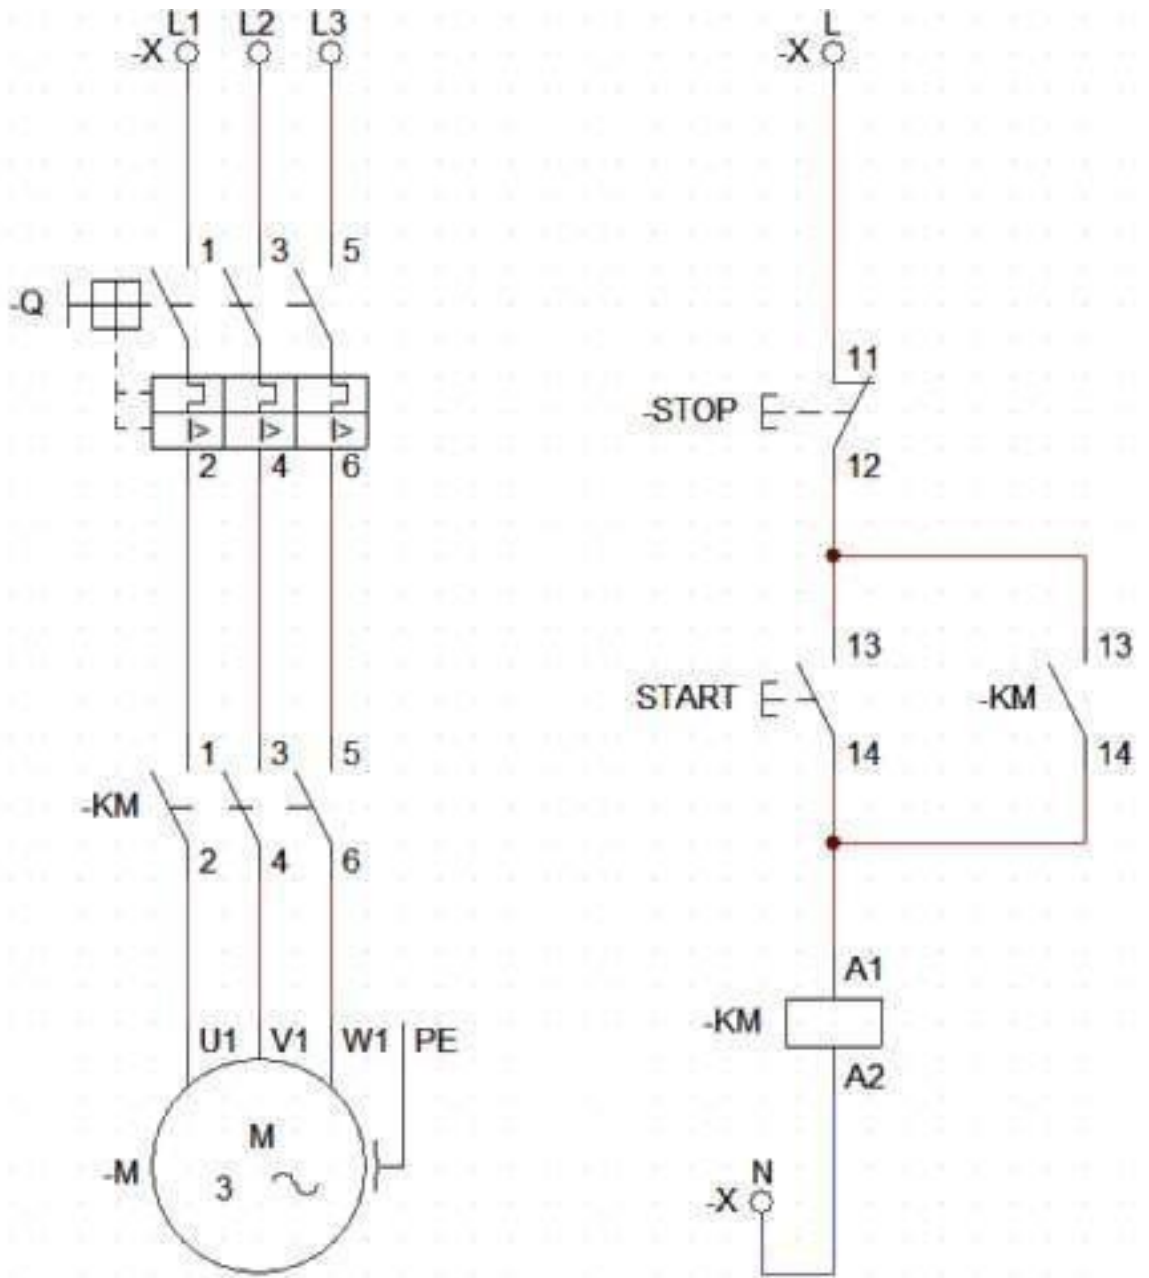 L1 L2 L3
-X
L
-X
1 3 5
-Q
I> I> I>
2 4 6
11
-STOP
12
13
START
14
13
-KM
14
1 3 5
-KM
2 4 6
A1
-KM
A2
U1 V1 W1 PE
M
-M
3 ~
N
-X